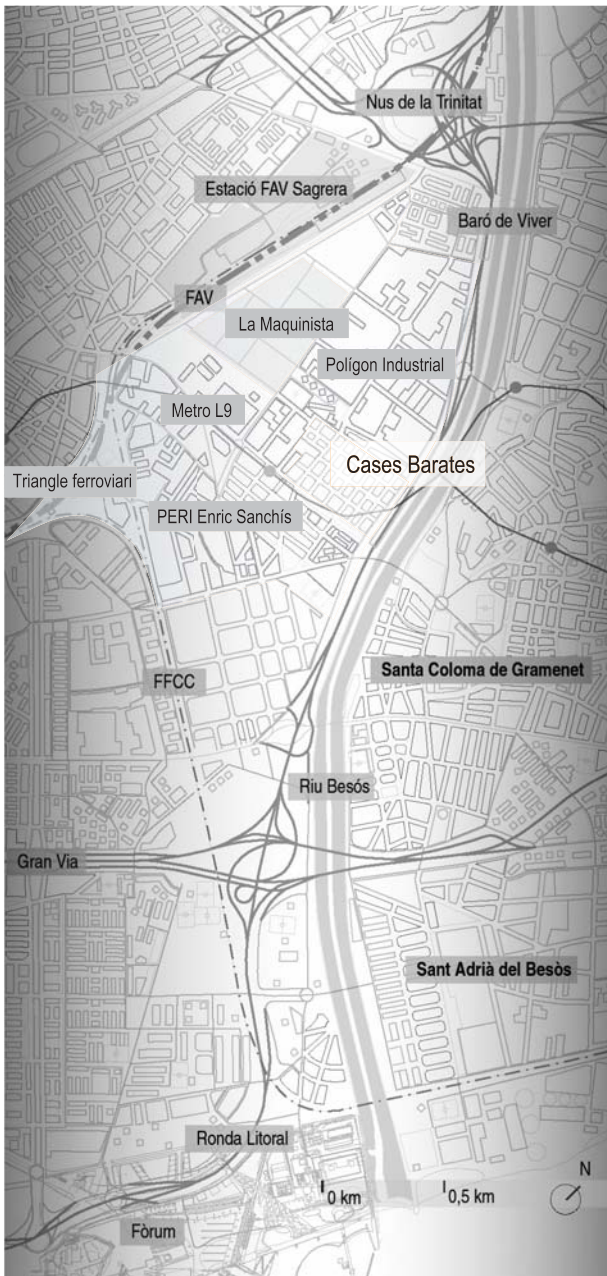 Nus de la Trinitat
Estació FAV Sagrera
Baró de Viver
FAV
La Maquinista
Polígon Industrial
Metro L9
Cases Barates
Triangle ferroviari
PERI Enric Sanchís
Santa Coloma de Gramenet
FFCC
Riu Besós
Gran Via
Sant Adrià del Besòs
Ronda Litoral
N
0 km
0,5 km
Fòrum